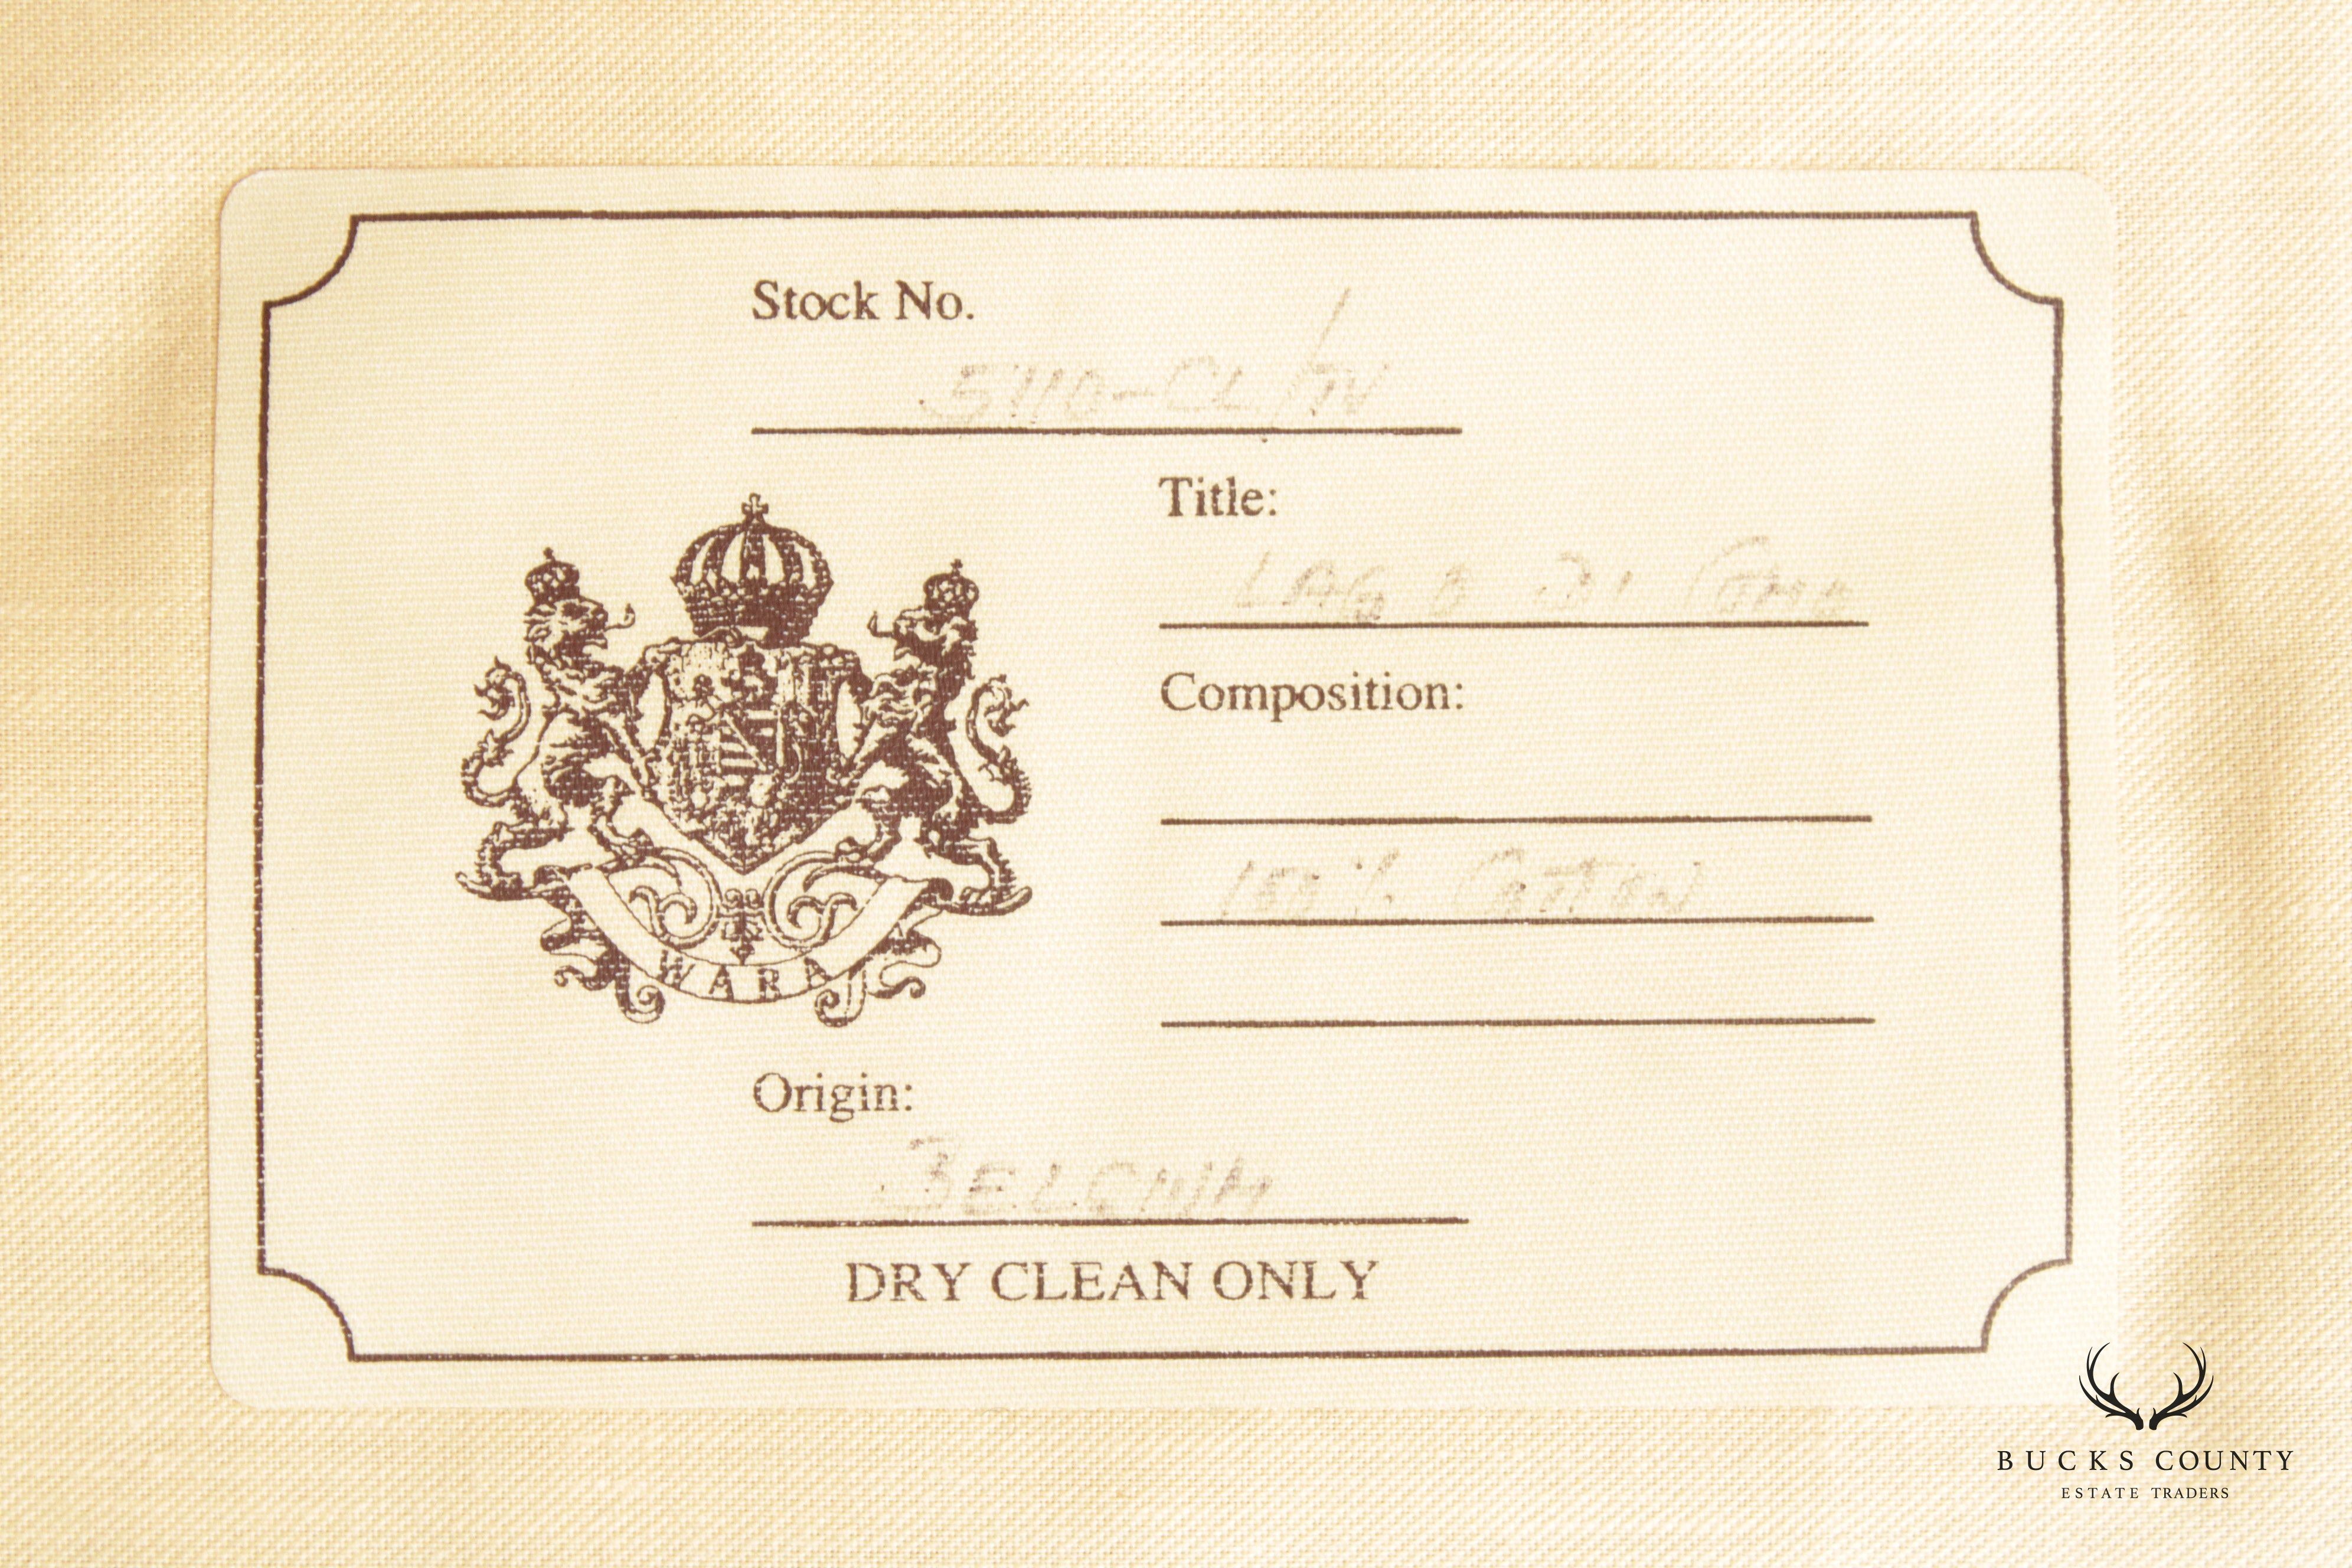 Stock No.
5110-CL/
Title:
LAGO DI COMO
Composition:
100% COTTON
WARA
Origin:
BELGIUM
DRY CLEAN ONLY
BUCKS COUNTY
ESTATE TRADERS